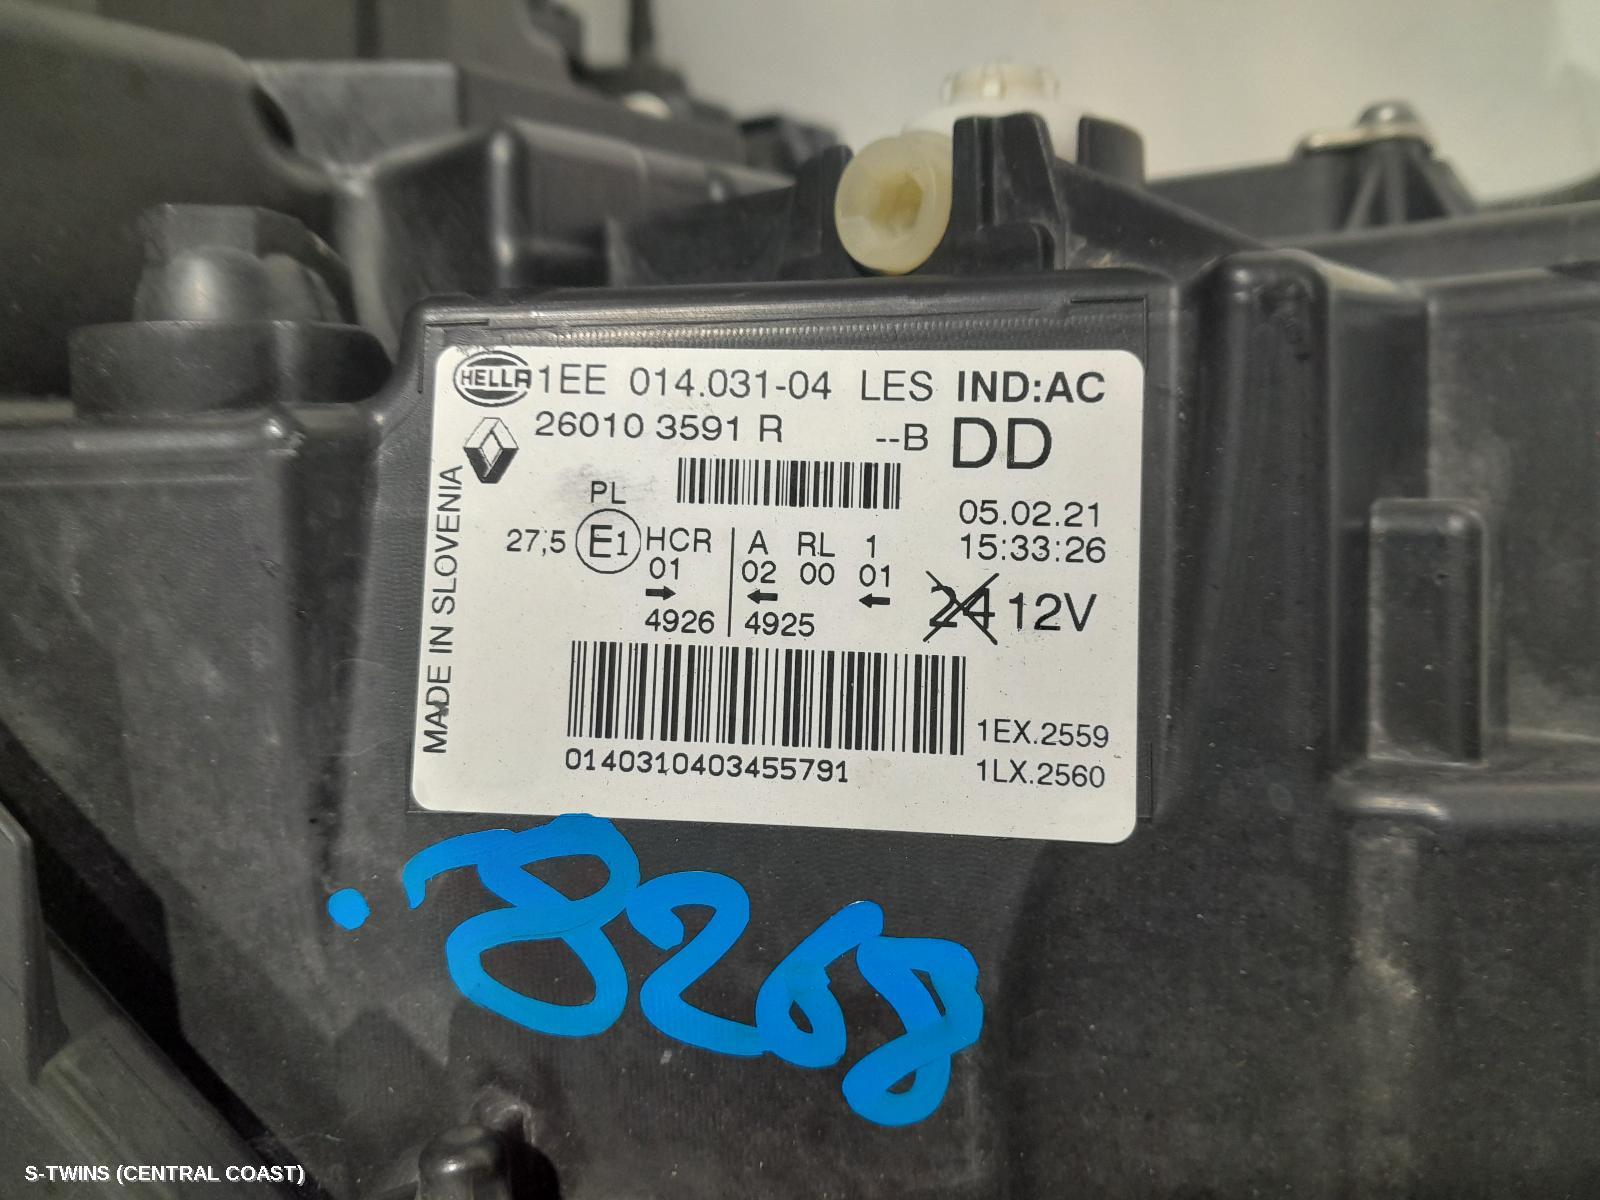 HELLA 1EE 014.031-04 LES IND:AC
26010 3591 R --B DD
MADE IN SLOVENIA
PL
05.02.21
27,5 E1 HCR A RL 1 15:33:26
01 02 00 01
→ ← ←
24 12V
4926 4925
1EX.2559
0140310403455791 1LX.2560
8268
S-TWINS (CENTRAL COAST)